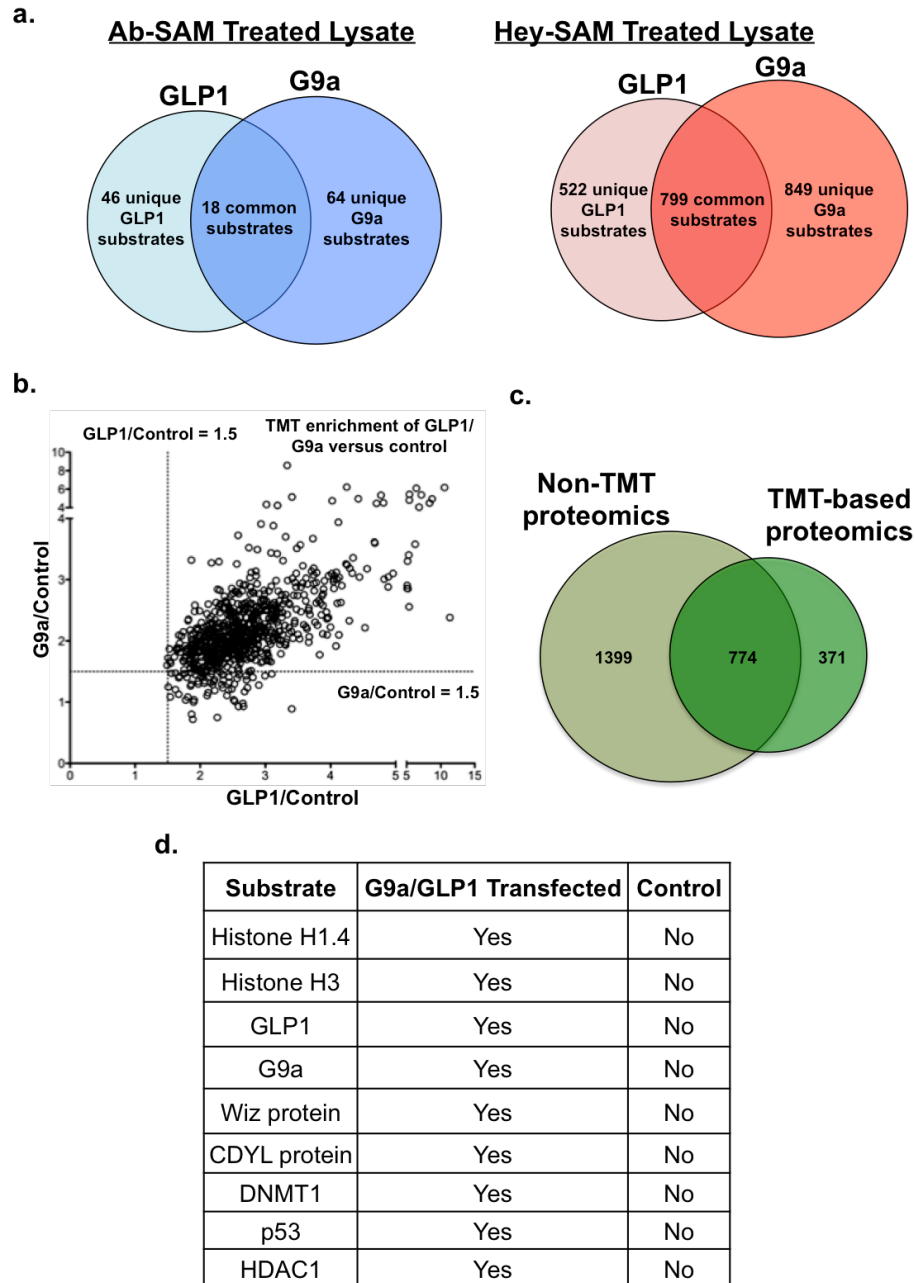 a.
Ab-SAM Treated Lysate
Hey-SAM Treated Lysate
GLP1
G9a
46 unique
GLP1
substrates
18 common
substrates
64 unique
G9a
substrates
GLP1
G9a
522 unique
GLP1
substrates
799 common
substrates
849 unique
G9a
substrates
b.
GLP1/Control = 1.5
TMT enrichment of GLP1/
G9a versus control
G9a/Control
10
8
6
4
4
3
2
1
0
G9a/Control = 1.5
0 1 2 3 4 5 5 10 15
GLP1/Control
c.
Non-TMT
proteomics
TMT-based
proteomics
1399
774
371
d.
Substrate G9a/GLP1 Transfected Control
Histone H1.4 Yes No
Histone H3 Yes No
GLP1 Yes No
G9a Yes No
Wiz protein Yes No
CDYL protein Yes No
DNMT1 Yes No
p53 Yes No
HDAC1 Yes No